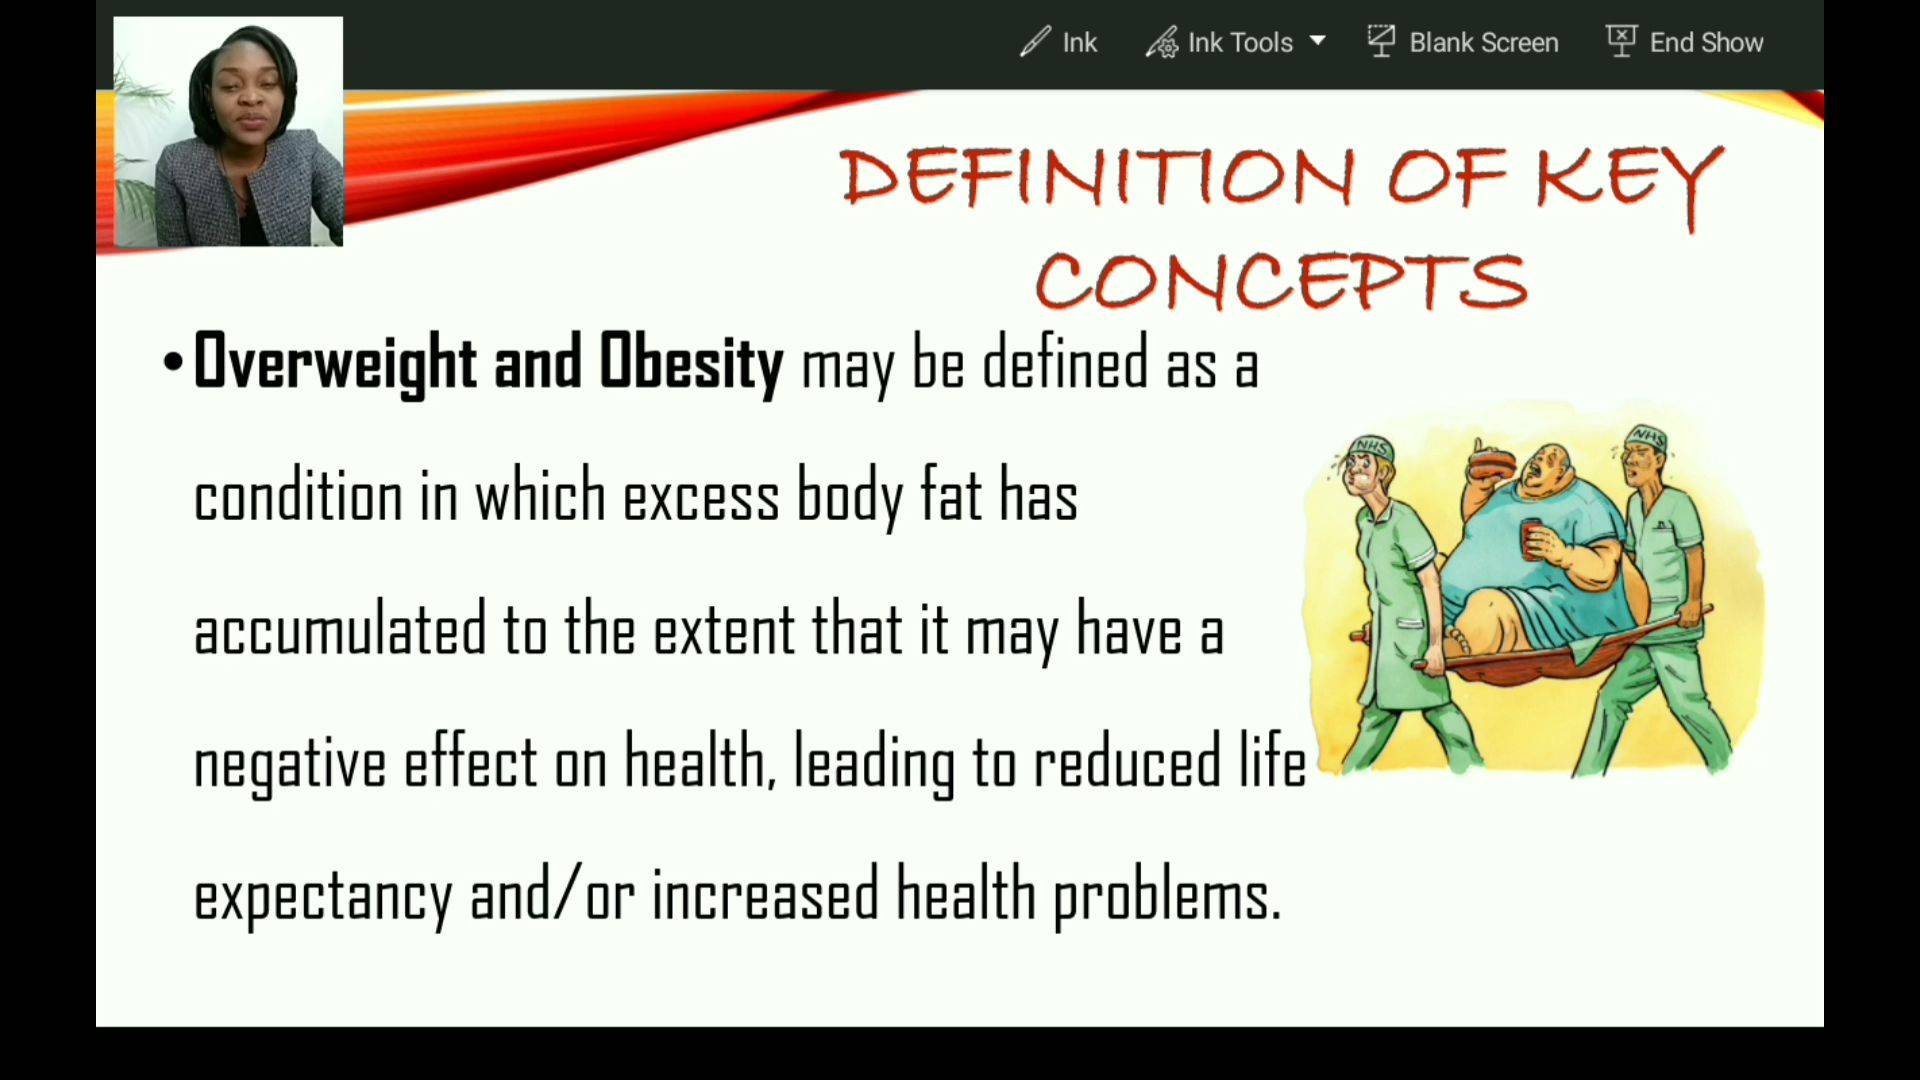 Ink
Ink Tools
Blank Screen
End Show
DEFINITION OF KEY
CONCEPTS
• Overweight and Obesity may be defined as a
condition in which excess body fat has
accumulated to the extent that it may have a
negative effect on health, leading to reduced life
expectancy and/or increased health problems.
NHS
NHS